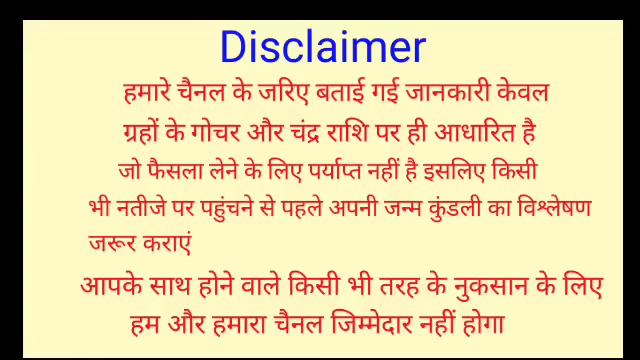 Disclaimer
हमारे चैनल के जरिए बताई गई जानकारी केवल
ग्रहों के गोचर और चंद्र राशि पर ही आधारित है
जो फैसला लेने के लिए पर्याप्त नहीं है इसलिए किसी
भी नतीजे पर पहुंचने से पहले अपनी जन्म कुंडली का विश्लेषण
जरूर कराएं
आपके साथ होने वाले किसी भी तरह के नुकसान के लिए
हम और हमारा चैनल जिम्मेदार नहीं होगा